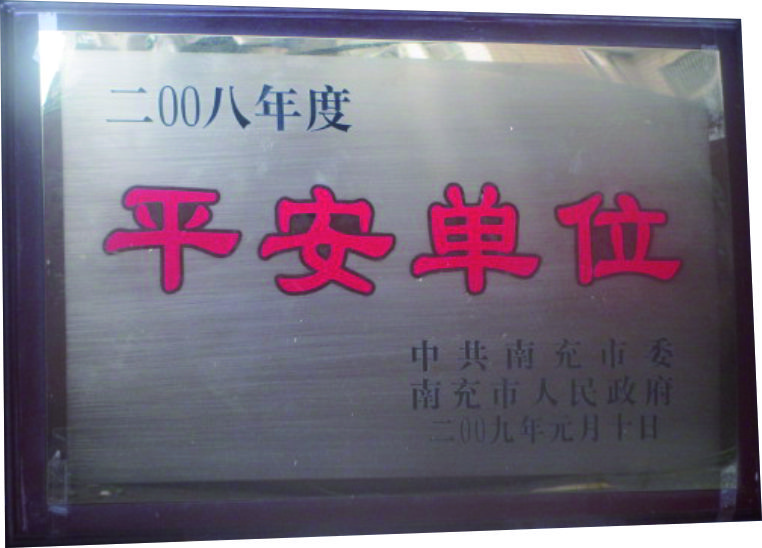 二00八年度
平安单位
中共南充市委
南充市人民政府
二00九年元月十日